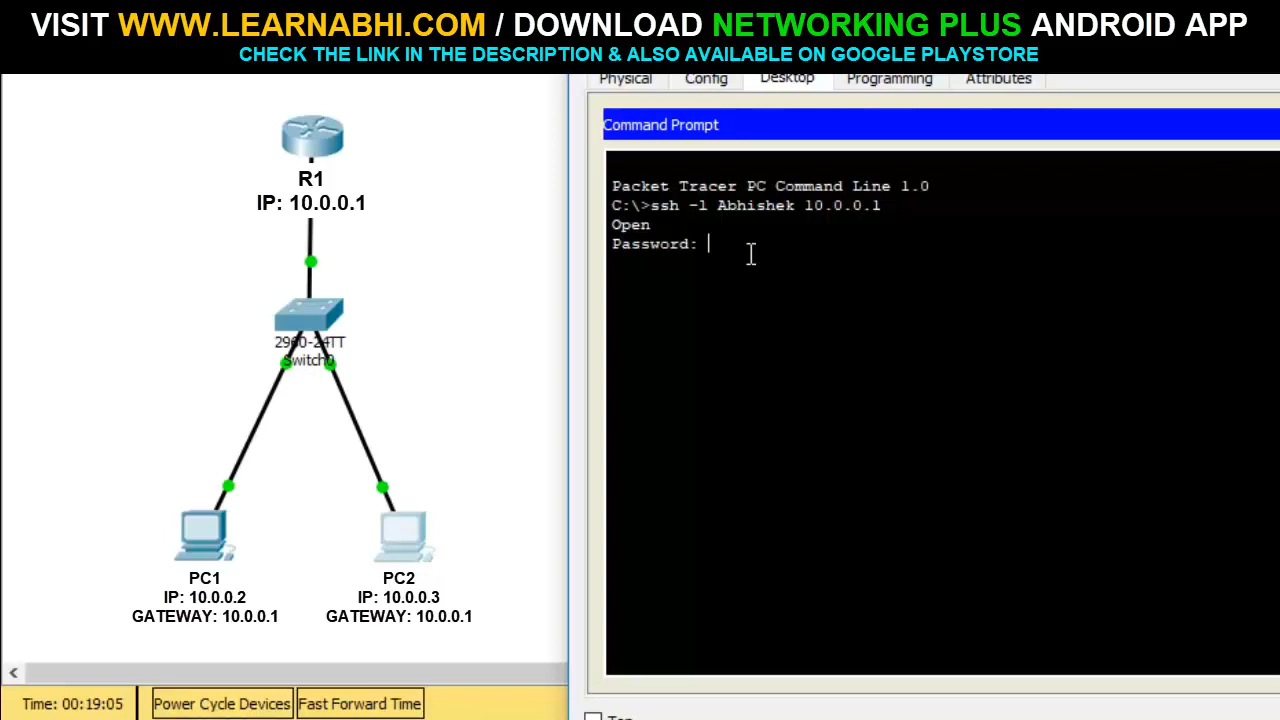 VISIT WWW.LEARNABHI.COM / DOWNLOAD NETWORKING PLUS ANDROID APP
CHECK THE LINK IN THE DESCRIPTION & ALSO AVAILABLE ON GOOGLE PLAYSTORE
Physical Config Desktop Programming Attributes
Command Prompt
Packet Tracer PC Command Line 1.0
C:\>ssh -l Abhishek 10.0.0.1
Open
Password:
R1
IP: 10.0.0.1
2960-24TT
Switch0
PC1
IP: 10.0.0.2
GATEWAY: 10.0.0.1
PC2
IP: 10.0.0.3
GATEWAY: 10.0.0.1
Time: 00:19:05 Power Cycle Devices Fast Forward Time
Top